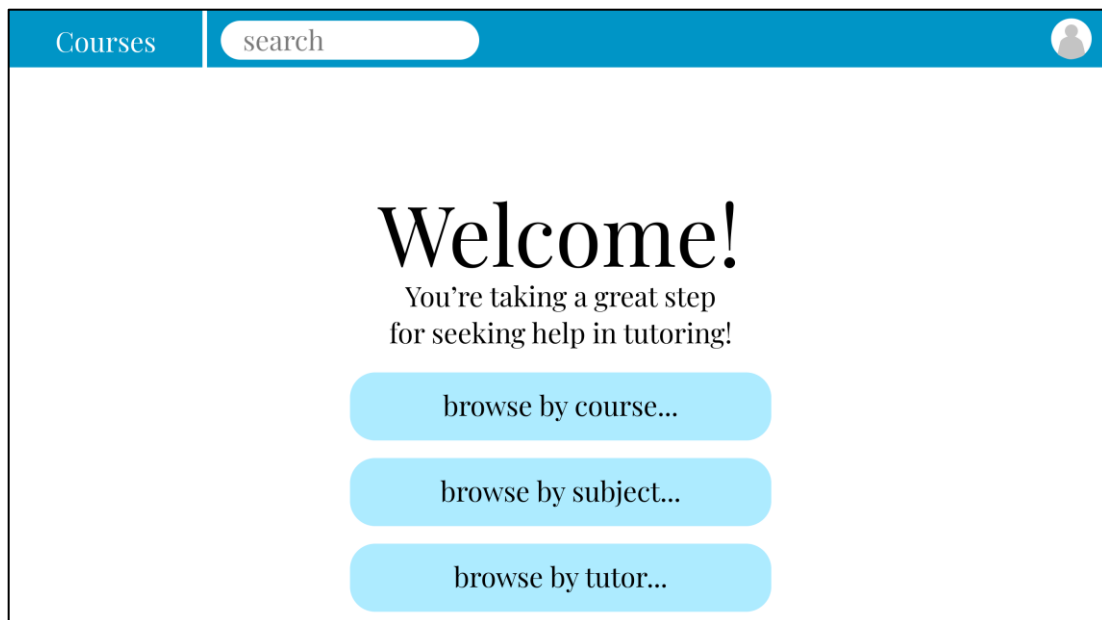 Courses
search
Welcome!
You’re taking a great step
for seeking help in tutoring!
browse by course...
browse by subject...
browse by tutor...